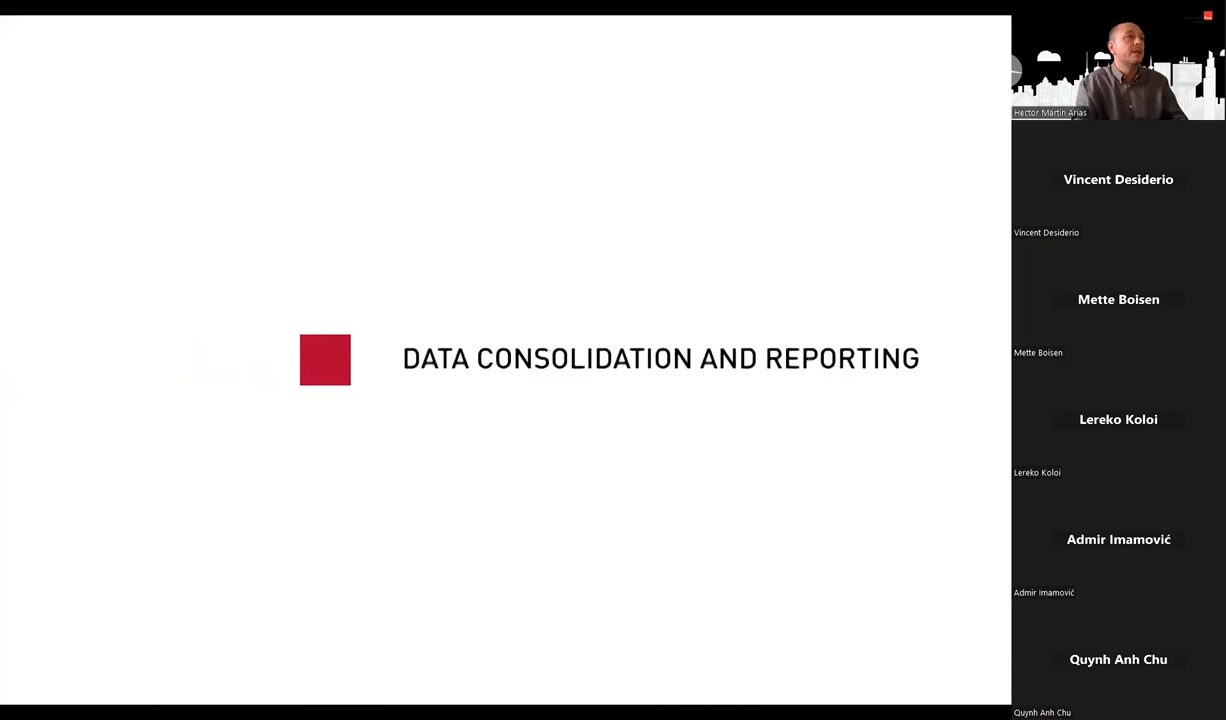 DATA CONSOLIDATION AND REPORTING
Hector Martin Arias
Vincent Desiderio
Vincent Desiderio
Mette Boisen
Mette Boisen
Lereko Koloi
Lereko Koloi
Admir Imamović
Admir Imamović
Quynh Anh Chu
Quynh Anh Chu